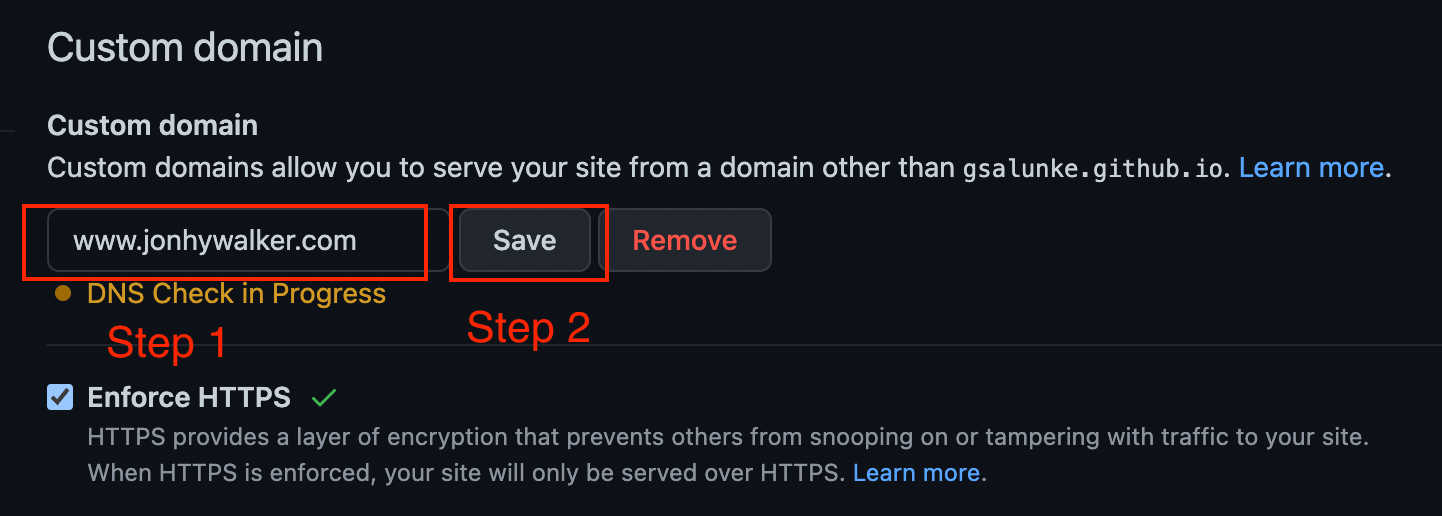 Custom domain
Custom domain
Custom domains allow you to serve your site from a domain other than gsalunke.github.io. Learn more.
www.jonhywalker.com Save Remove
DNS Check in Progress
Step 1 Step 2
Enforce HTTPS
HTTPS provides a layer of encryption that prevents others from snooping on or tampering with traffic to your site.
When HTTPS is enforced, your site will only be served over HTTPS. Learn more.